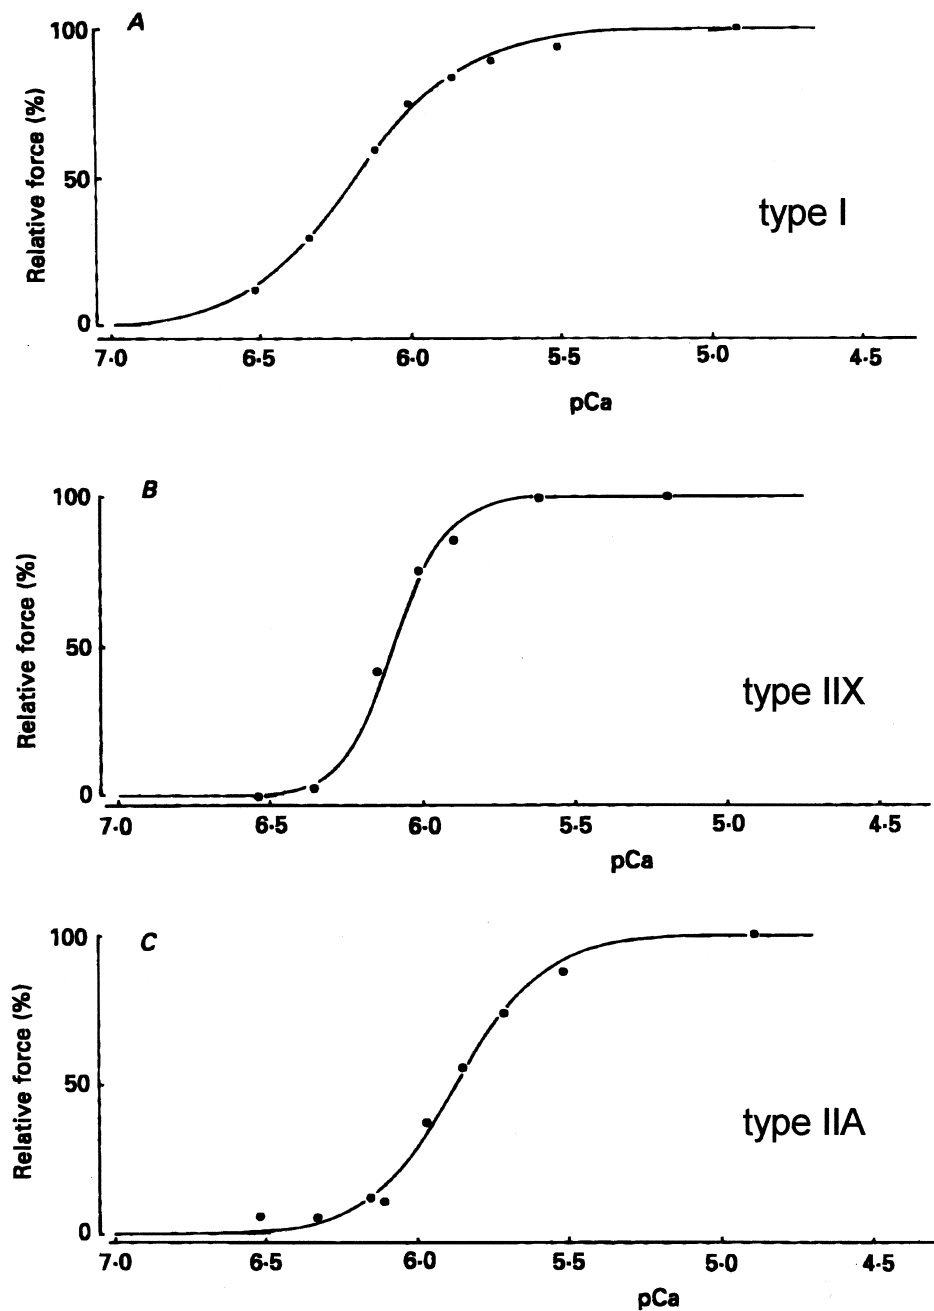 A
100
50
0
Relative force (%)
type I
7·0 6·5 6·0 5·5 5·0 4·5
pCa
B
100
50
0
Relative force (%)
type IIX
7·0 6·5 6·0 5·5 5·0 4·5
pCa
C
100
50
0
Relative force (%)
type IIA
7·0 6·5 6·0 5·5 5·0 4·5
pCa